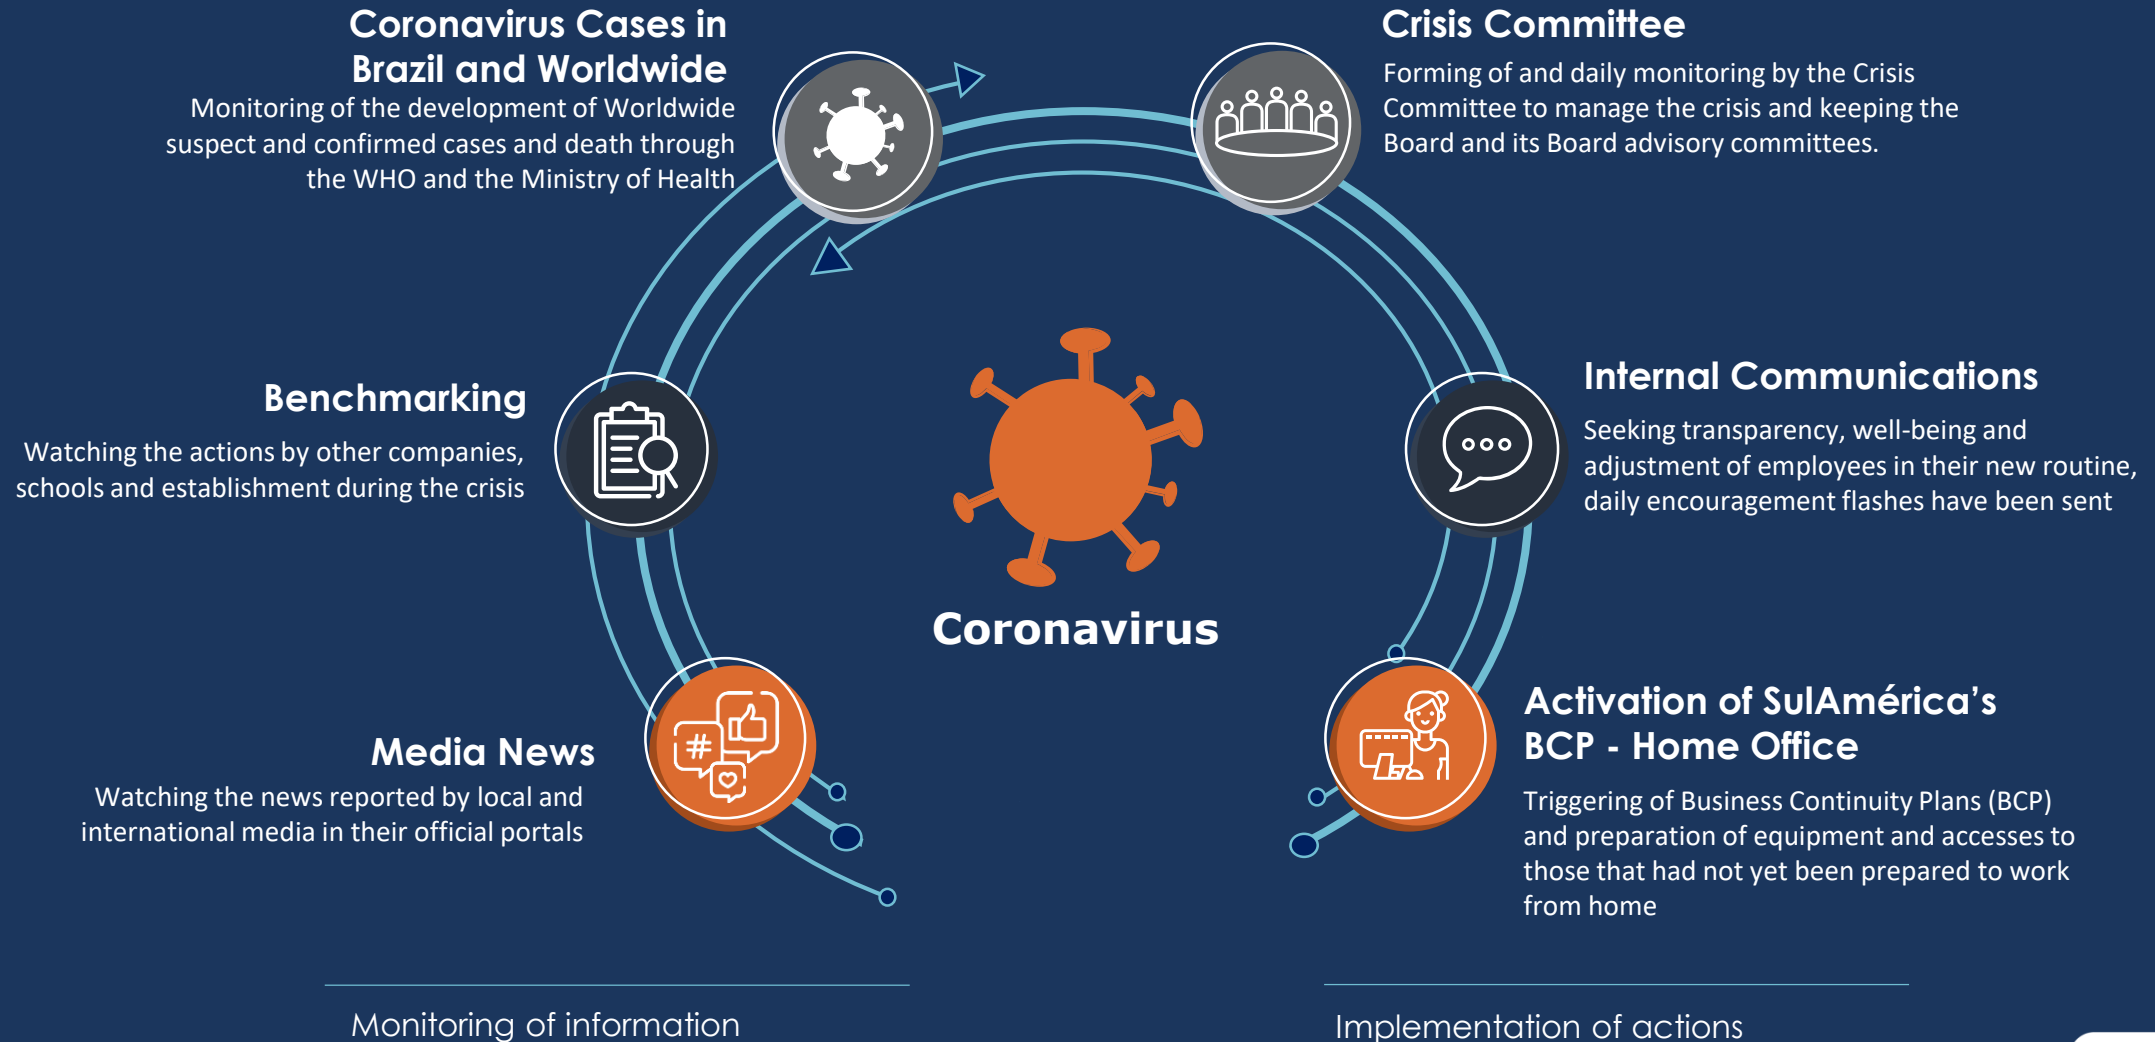 Coronavirus Cases in
Brazil and Worldwide
Monitoring of the development of Worldwide
suspect and confirmed cases and death through
the WHO and the Ministry of Health
Benchmarking
Watching the actions by other companies,
schools and establishment during the crisis
Media News
Watching the news reported by local and
international media in their official portals
#
Coronavirus
Crisis Committee
Forming of and daily monitoring by the Crisis
Committee to manage the crisis and keeping the
Board and its Board advisory committees.
Internal Communications
Seeking transparency, well-being and
adjustment of employees in their new routine,
daily encouragement flashes have been sent
Activation of SulAmérica’s
BCP - Home Office
Triggering of Business Continuity Plans (BCP)
and preparation of equipment and accesses to
those that had not yet been prepared to work
from home
Monitoring of information
Implementation of actions